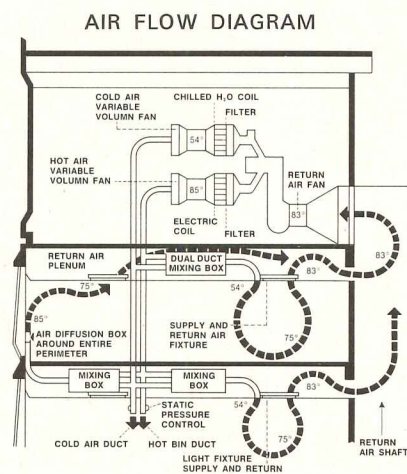 AIR FLOW DIAGRAM
COLD AIR
VARIABLE
VOLUMN FAN
CHILLED H₂O COIL
FILTER
54°
HOT AIR
VARIABLE
VOLUMN FAN
85°
RETURN
AIR FAN
83°
ELECTRIC
COIL
FILTER
RETURN AIR
PLENUM
DUAL DUCT
MIXING BOX
83°
83°
75°
54°
85°
AIR DIFFUSION BOX
AROUND ENTIRE
PERIMETER
SUPPLY AND
RETURN AIR
FIXTURE
75°
MIXING
BOX
MIXING
BOX
83°
54°
STATIC
PRESSURE
CONTROL
COLD AIR DUCT
HOT BIN DUCT
75°
RETURN
AIR SHAFT
LIGHT FIXTURE
SUPPLY AND RETURN